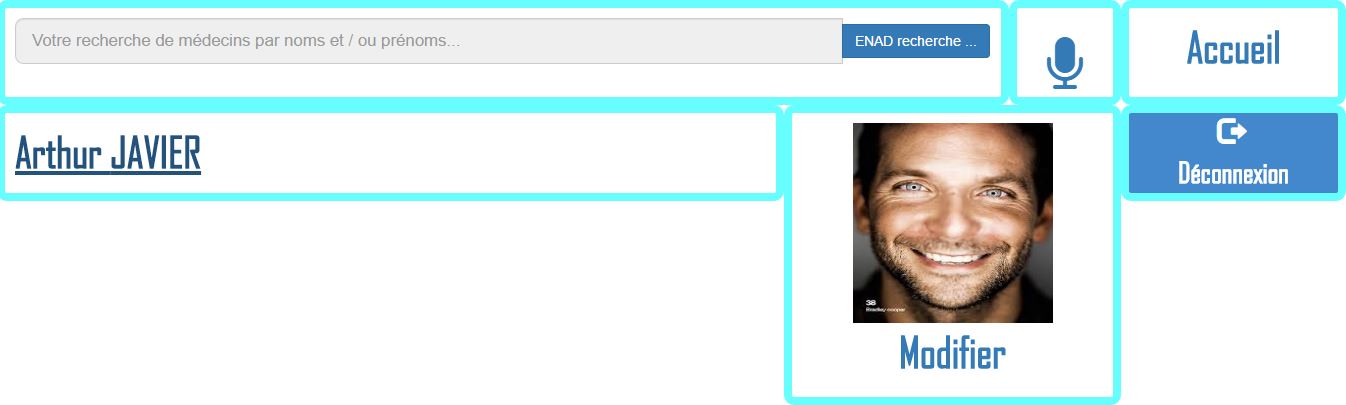 Votre recherche de médecins par noms et / ou prénoms...
ENAD recherche ...
Accueil
Arthur JAVIER
Déconnexion
38
Bradley cooper
Modifier